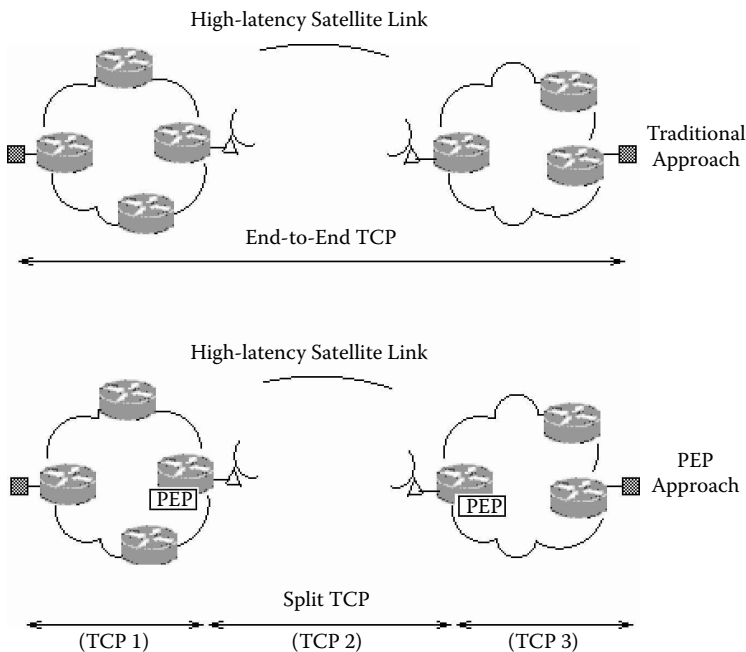 High-latency Satellite Link
Traditional
Approach
End-to-End TCP
High-latency Satellite Link
PEP
Approach
PEP
PEP
Split TCP
(TCP 1)
(TCP 2)
(TCP 3)